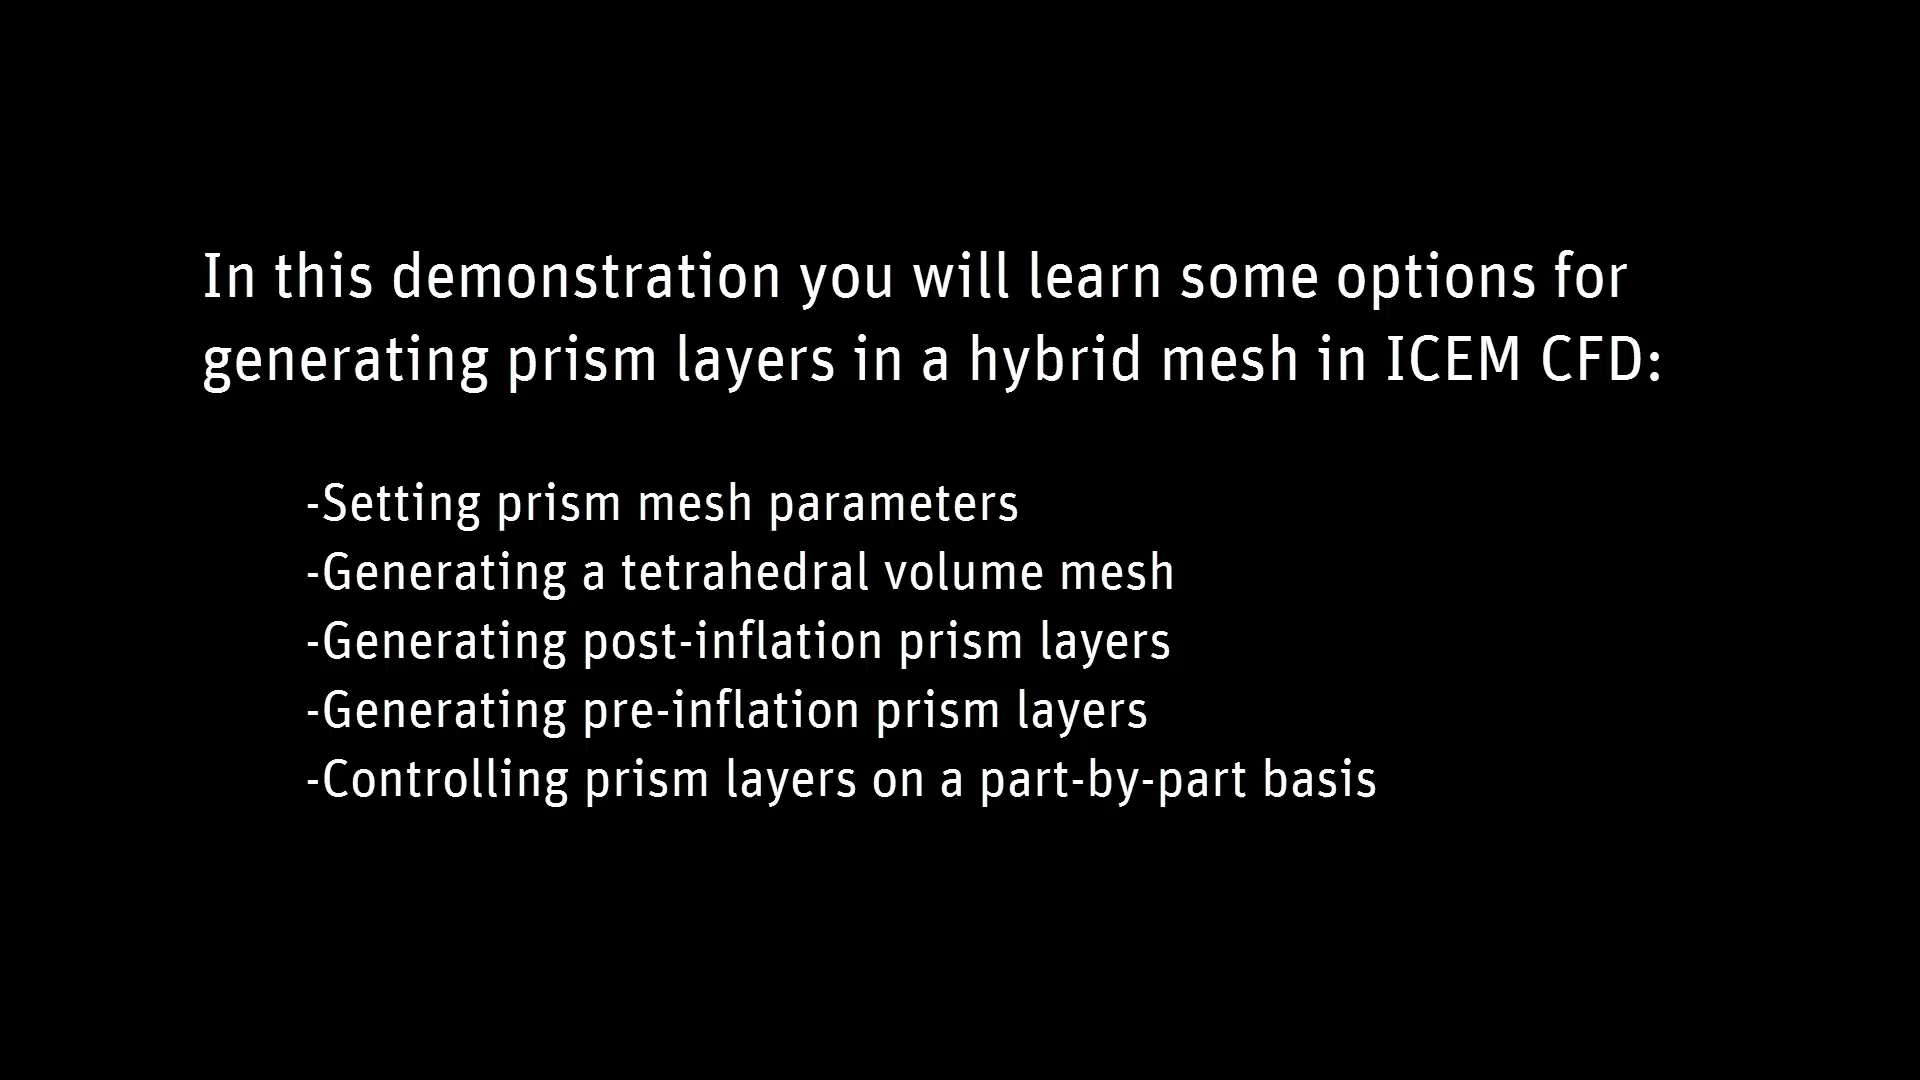 In this demonstration you will learn some options for
generating prism layers in a hybrid mesh in ICEM CFD:
-Setting prism mesh parameters
-Generating a tetrahedral volume mesh
-Generating post-inflation prism layers
-Generating pre-inflation prism layers
-Controlling prism layers on a part-by-part basis